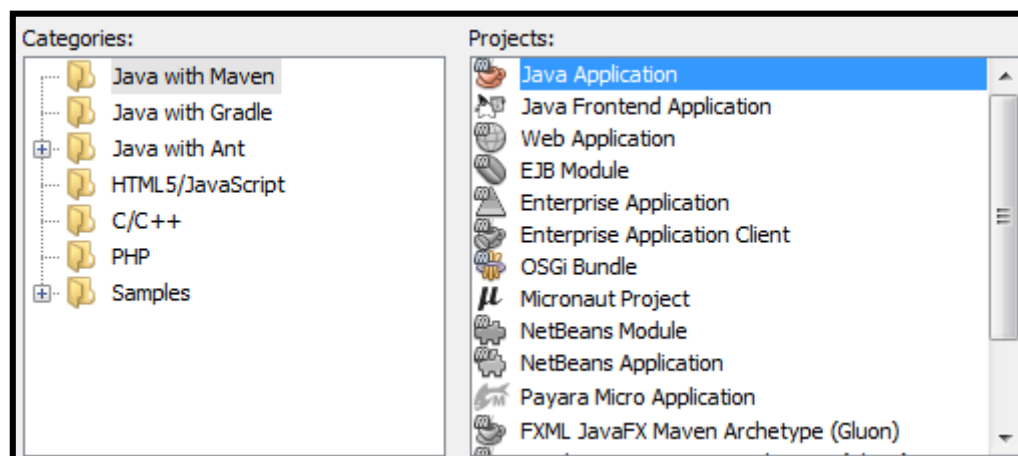 Categories:
Java with Maven
Java with Gradle
Java with Ant
HTML5/JavaScript
C/C++
PHP
Samples
Projects:
Java Application
Java Frontend Application
Web Application
EJB Module
Enterprise Application
Enterprise Application Client
OSGi Bundle
Micronaut Project
NetBeans Module
NetBeans Application
Payara Micro Application
FXML JavaFX Maven Archetype (Gluon)